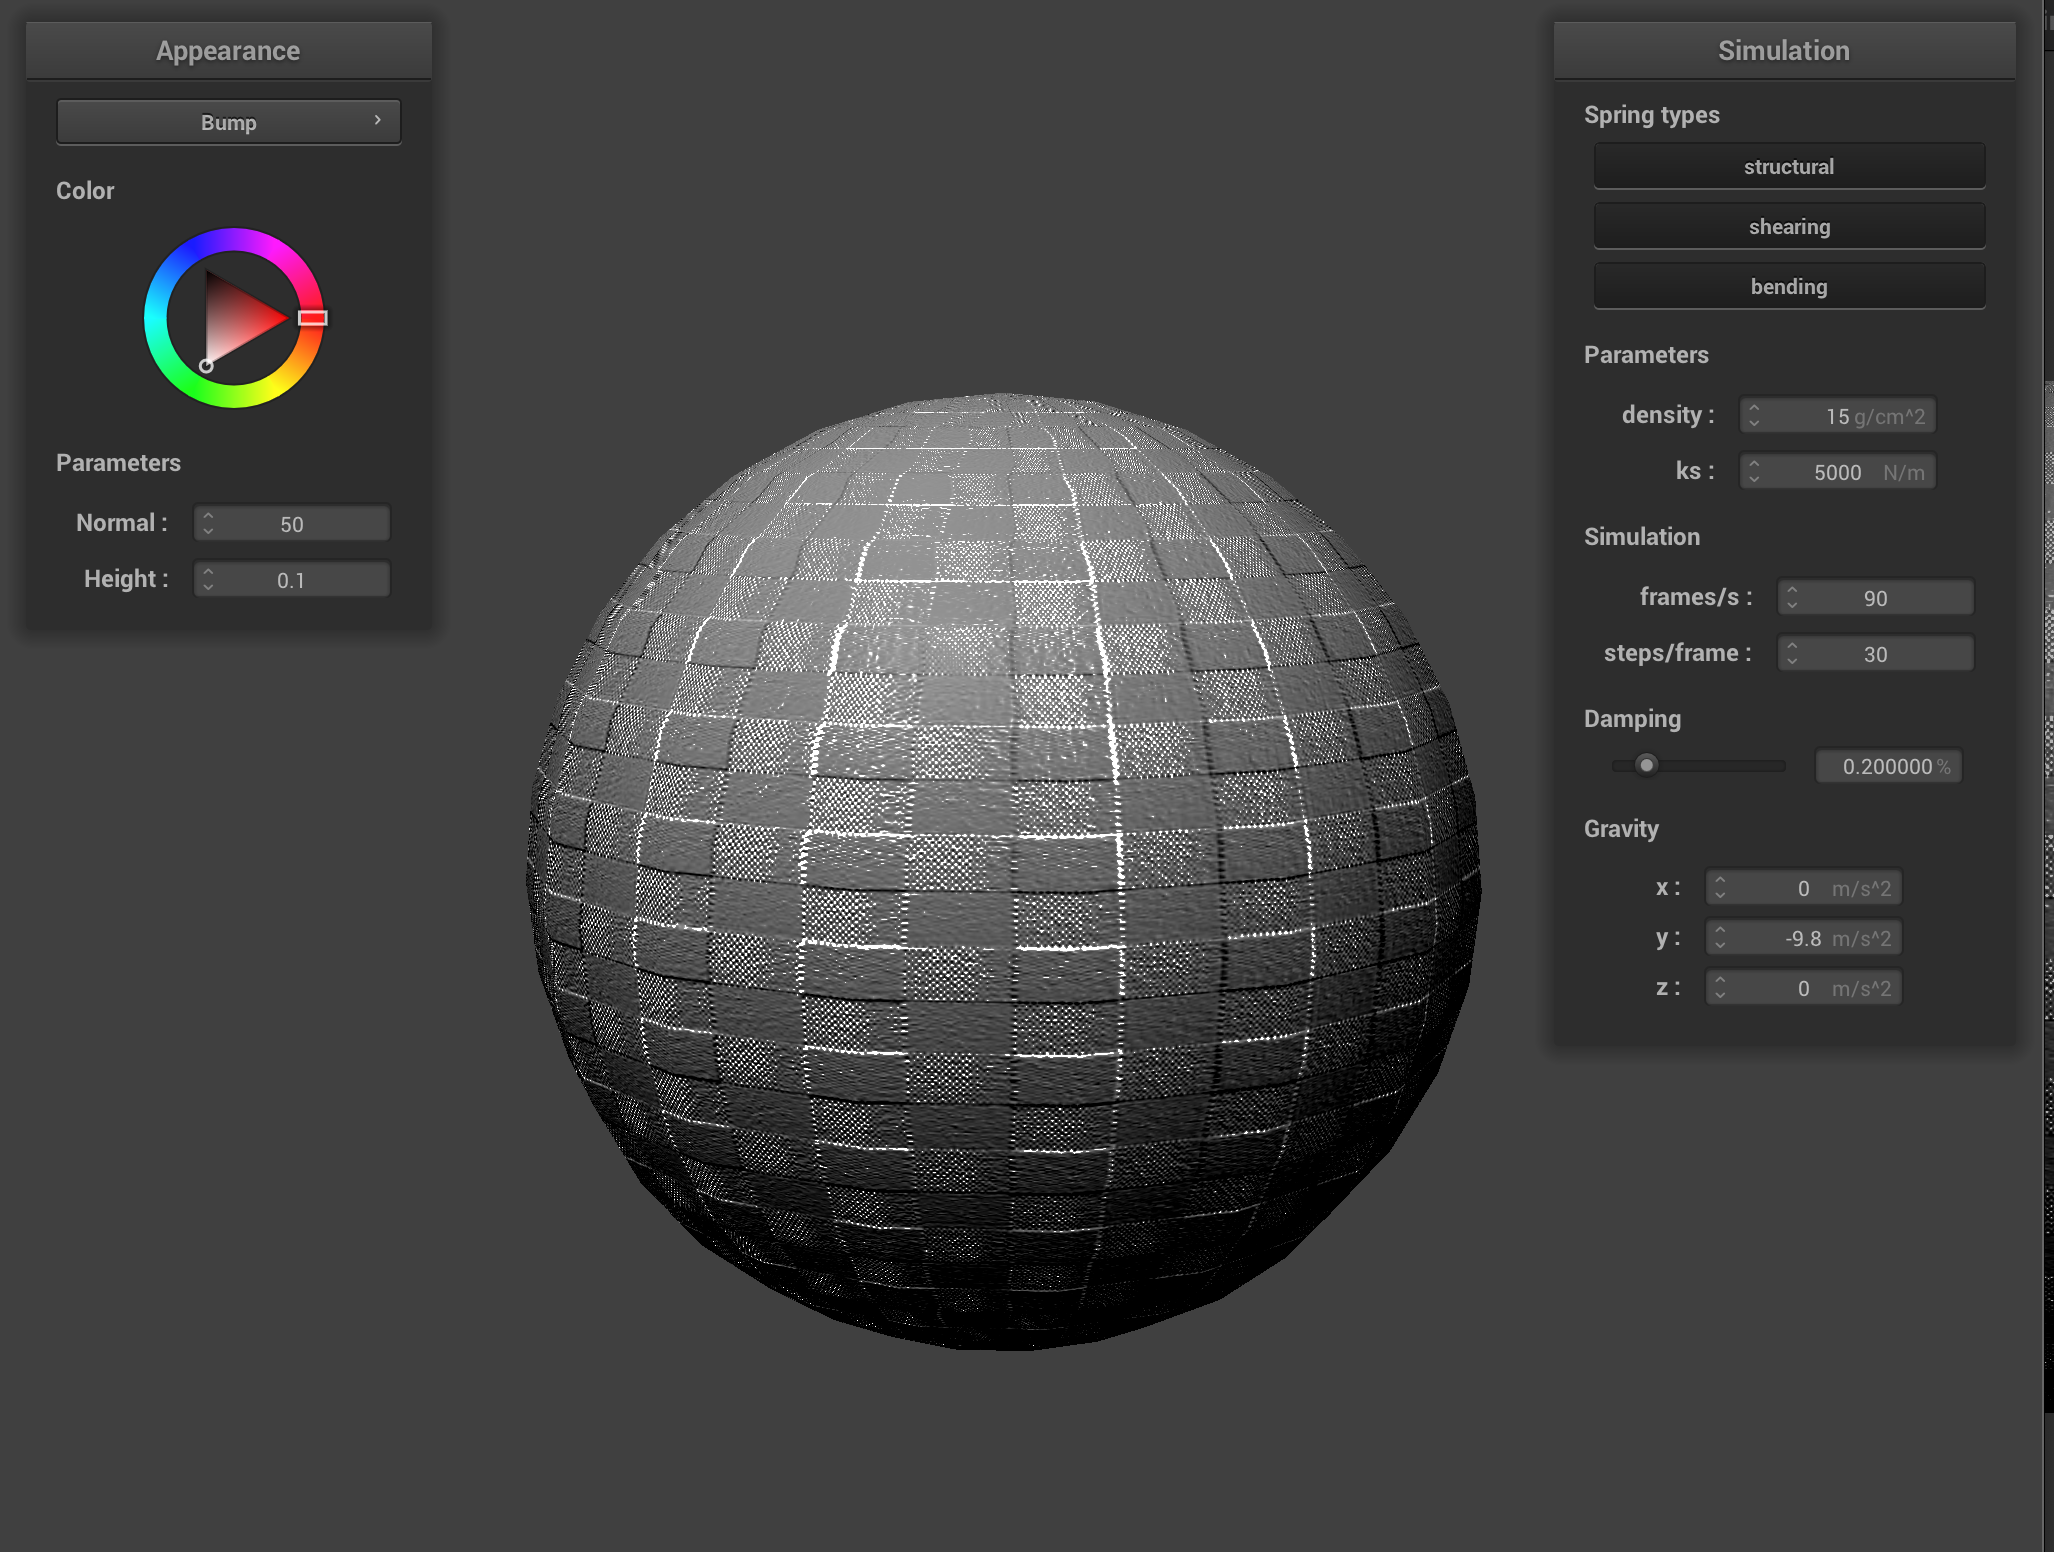 Appearance
Bump
Color
Parameters
Normal : 50
Height : 0.1
Simulation
Spring types
structural
shearing
bending
Parameters
density : 15 g/cm^2
ks : 5000 N/m
Simulation
frames/s : 90
steps/frame : 30
Damping
0.200000 %
Gravity
x : 0 m/s^2
y : -9.8 m/s^2
z : 0 m/s^2